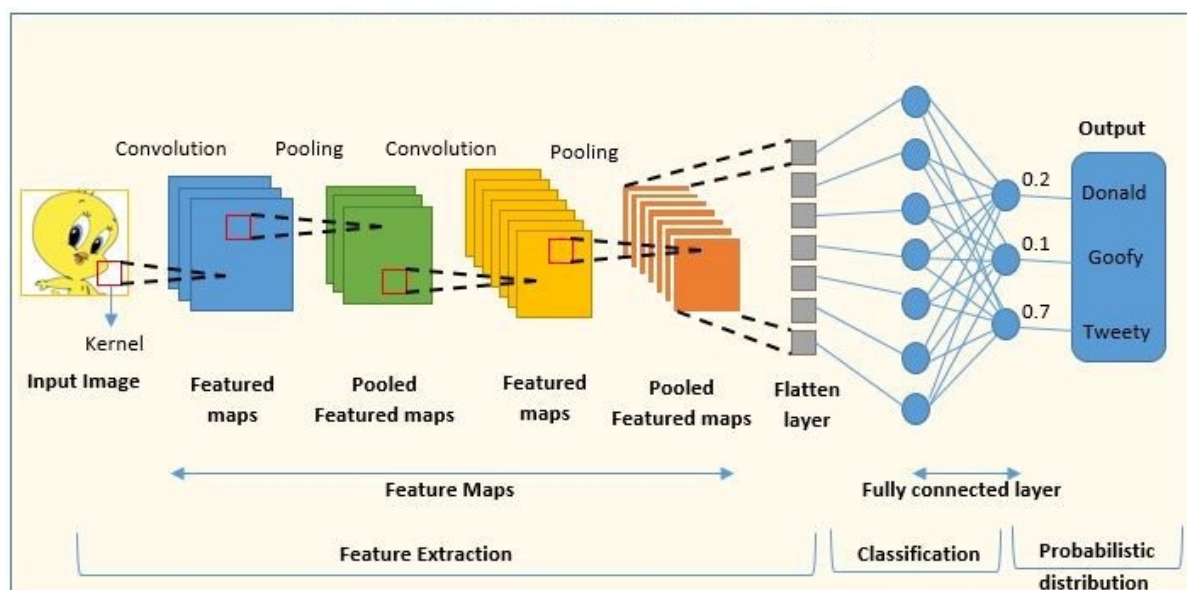 Convolution
Pooling
Convolution
Pooling
Output
0.2
Donald
0.1
Goofy
0.7
Tweety
Kernel
Input Image
Featured
maps
Pooled
Featured maps
Featured
maps
Pooled
Featured maps
Flatten
layer
Feature Maps
Fully connected layer
Feature Extraction
Classification
Probabilistic
distribution